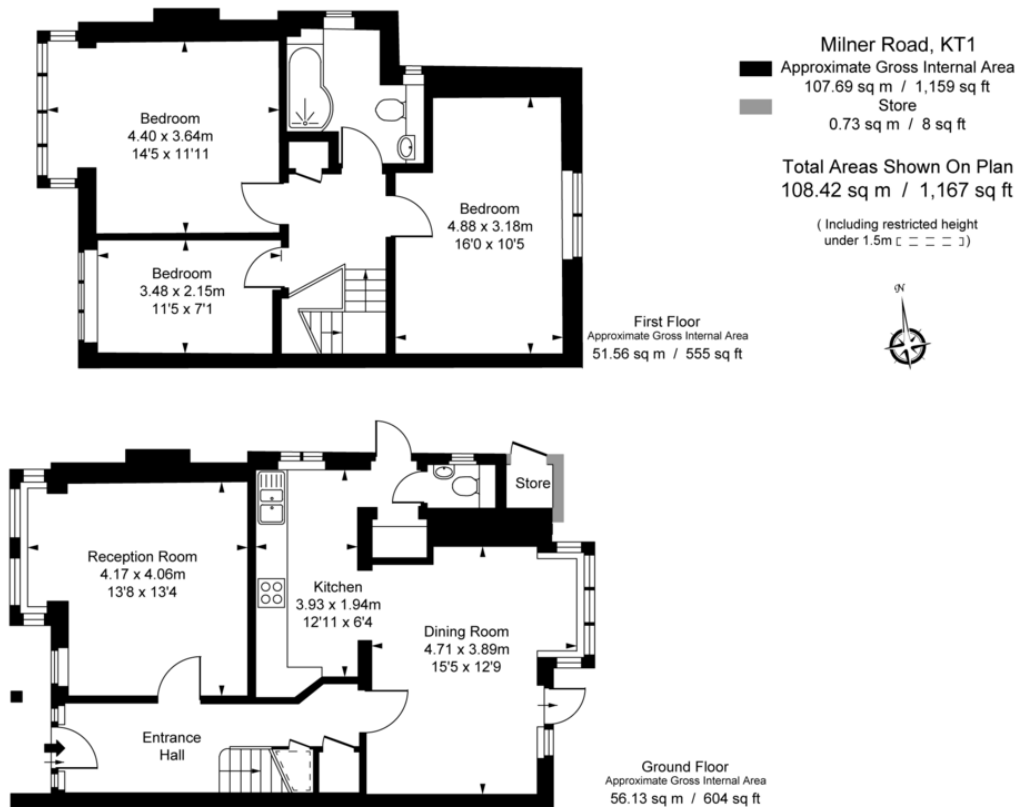 Milner Road, KT1
Approximate Gross Internal Area
107.69 sq m / 1,159 sq ft
Store
0.73 sq m / 8 sq ft
Total Areas Shown On Plan
108.42 sq m / 1,167 sq ft
( Including restricted height
under 1.5m )
N
Bedroom
4.40 x 3.64m
14'5 x 11'11
Bedroom
4.88 x 3.18m
16'0 x 10'5
Bedroom
3.48 x 2.15m
11'5 x 7'1
First Floor
Approximate Gross Internal Area
51.56 sq m / 555 sq ft
Store
Reception Room
4.17 x 4.06m
13'8 x 13'4
Kitchen
3.93 x 1.94m
12'11 x 6'4
Dining Room
4.71 x 3.89m
15'5 x 12'9
Entrance
Hall
Ground Floor
Approximate Gross Internal Area
56.13 sq m / 604 sq ft